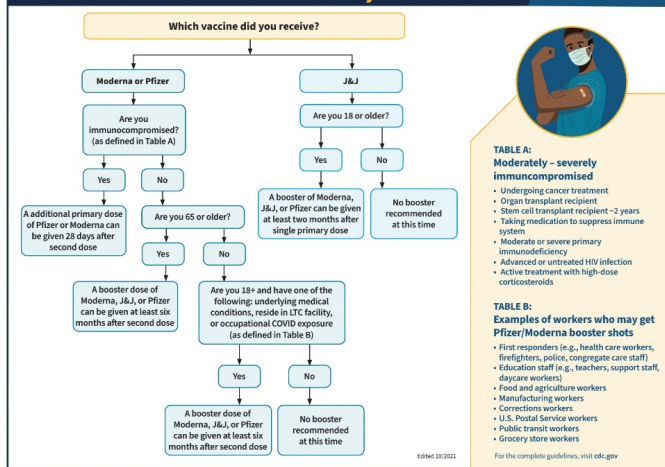 Which vaccine did you receive?
Moderna or Pfizer
J&J
Are you
immunocompromised?
(as defined in Table A)
Are you 18 or older?
Yes
No
Yes
No
A additional primary dose
of Pfizer or Moderna can
be given 28 days after
second dose
Are you 65 or older?
A booster of Moderna,
J&J, or Pfizer can be given
at least two months after
single primary dose
No booster
recommended
at this time
Yes
No
A booster dose of
Moderna, J&J, or Pfizer
can be given at least six
months after second dose
Are you 18+ and have one of the
following: underlying medical
conditions, reside in LTC facility,
or occupational COVID exposure
(as defined in Table B)
Yes
No
A booster dose of
Moderna, J&J, or Pfizer
can be given at least six
months after second dose
No booster
recommended
at this time
Edited 10/2021
TABLE A:
Moderately – severely
immuncompromised
• Undergoing cancer treatment
• Organ transplant recipient
• Stem cell transplant recipient ~2 years
• Taking medication to suppress immune
system
• Moderate or severe primary
immunodeficiency
• Advanced or untreated HIV infection
• Active treatment with high-dose
corticosteroids
TABLE B:
Examples of workers who may get
Pfizer/Moderna booster shots
• First responders (e.g., health care workers,
firefighters, police, congregate care staff)
• Education staff (e.g., teachers, support staff,
daycare workers)
• Food and agriculture workers
• Manufacturing workers
• Corrections workers
• U.S. Postal Service workers
• Public transit workers
• Grocery store workers
For the complete guidelines, visit cdc.gov